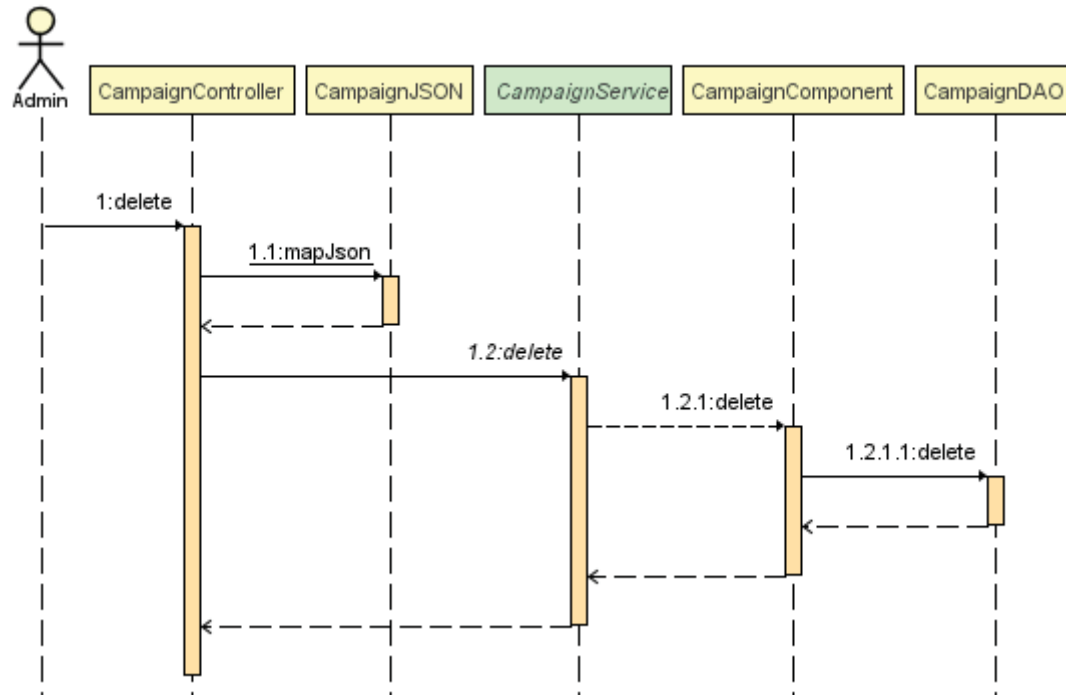 Admin
CampaignController
CampaignJSON
CampaignService
CampaignComponent
CampaignDAO
1:delete
1.1:mapJson
1.2:delete
1.2.1:delete
1.2.1.1:delete